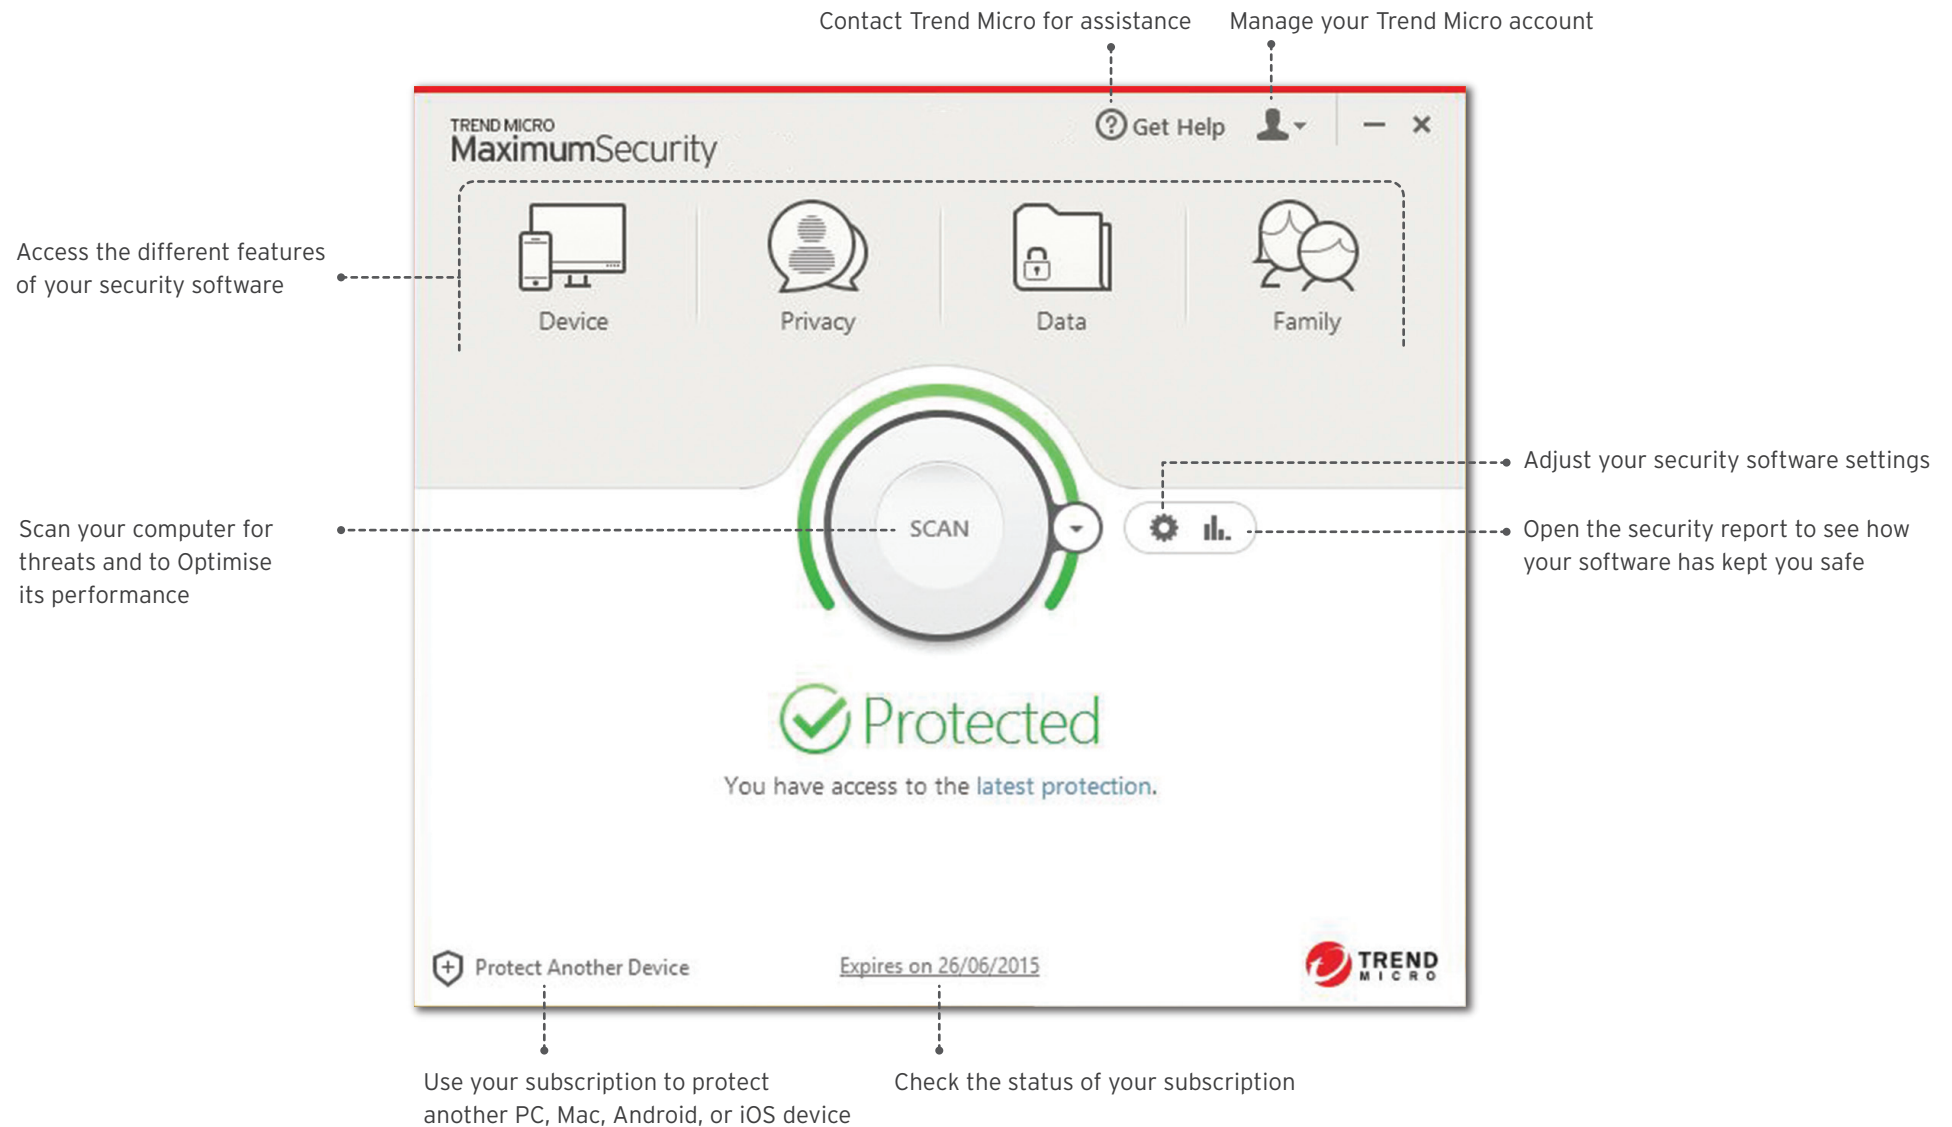 Contact Trend Micro for assistance
Manage your Trend Micro account
TREND MICRO
MaximumSecurity
Get Help
Access the different features
of your security software
Device
Privacy
Data
Family
Adjust your security software settings
Scan your computer for
threats and to Optimise
its performance
SCAN
Open the security report to see how
your software has kept you safe
Protected
You have access to the latest protection.
Protect Another Device
Expires on 26/06/2015
TREND
MICRO
Use your subscription to protect
another PC, Mac, Android, or iOS device
Check the status of your subscription